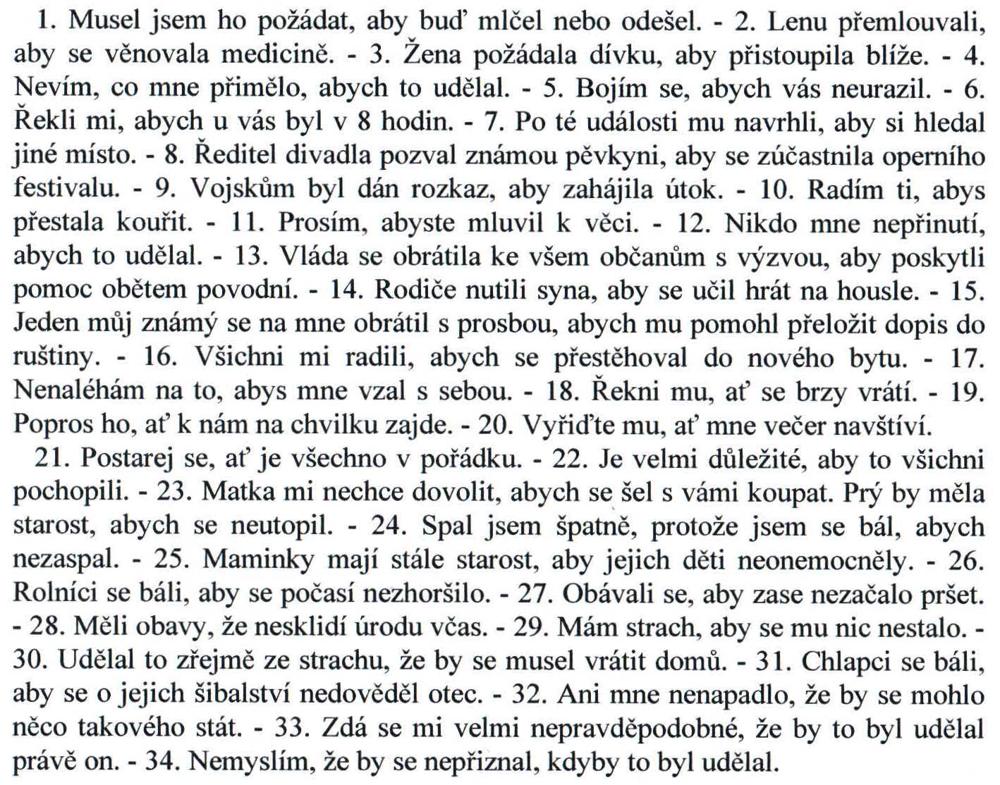 1. Musel jsem ho požádat, aby buď mlčel nebo odešel. - 2. Lenu přemlouvali,
aby se věnovala medicině. - 3. Žena požádala dívku, aby přistoupila blíže. - 4.
Nevím, co mne přimělo, abych to udělal. - 5. Bojím se, abych vás neurazil. - 6.
Řekli mi, abych u vás byl v 8 hodin. - 7. Po té události mu navrhli, aby si hledal
jiné místo. - 8. Ředitel divadla pozval známou pěvkyni, aby se zúčastnila operního
festivalu. - 9. Vojskům byl dán rozkaz, aby zahájila útok. - 10. Radím ti, abys
přestala kouřit. - 11. Prosím, abyste mluvil k věci. - 12. Nikdo mne nepřinutí,
abych to udělal. - 13. Vláda se obrátila ke všem občanům s výzvou, aby poskytli
pomoc obětem povodní. - 14. Rodiče nutili syna, aby se učil hrát na housle. - 15.
Jeden můj známý se na mne obrátil s prosbou, abych mu pomohl přeložit dopis do
ruštiny. - 16. Všichni mi radili, abych se přestěhoval do nového bytu. - 17.
Nenaléhám na to, abys mne vzal s sebou. - 18. Řekni mu, ať se brzy vrátí. - 19.
Popros ho, ať k nám na chvilku zajde. - 20. Vyřiďte mu, ať mne večer navštíví.
21. Postarej se, ať je všechno v pořádku. - 22. Je velmi důležité, aby to všichni
pochopili. - 23. Matka mi nechce dovolit, abych se šel s vámi koupat. Prý by měla
starost, abych se neutopil. - 24. Spal jsem špatně, protože jsem se bál, abych
nezaspal. - 25. Maminky mají stále starost, aby jejich děti neonemocněly. - 26.
Rolníci se báli, aby se počasí nezhoršilo. - 27. Obávali se, aby zase nezačalo pršet.
- 28. Měli obavy, že nesklidí úrodu včas. - 29. Mám strach, aby se mu nic nestalo. -
30. Udělal to zřejmě ze strachu, že by se musel vrátit domů. - 31. Chlapci se báli,
aby se o jejich šibalství nedověděl otec. - 32. Ani mne nenapadlo, že by se mohlo
něco takového stát. - 33. Zdá se mi velmi nepravděpodobné, že by to byl udělal
právě on. - 34. Nemyslím, že by se nepřiznal, kdyby to byl udělal.